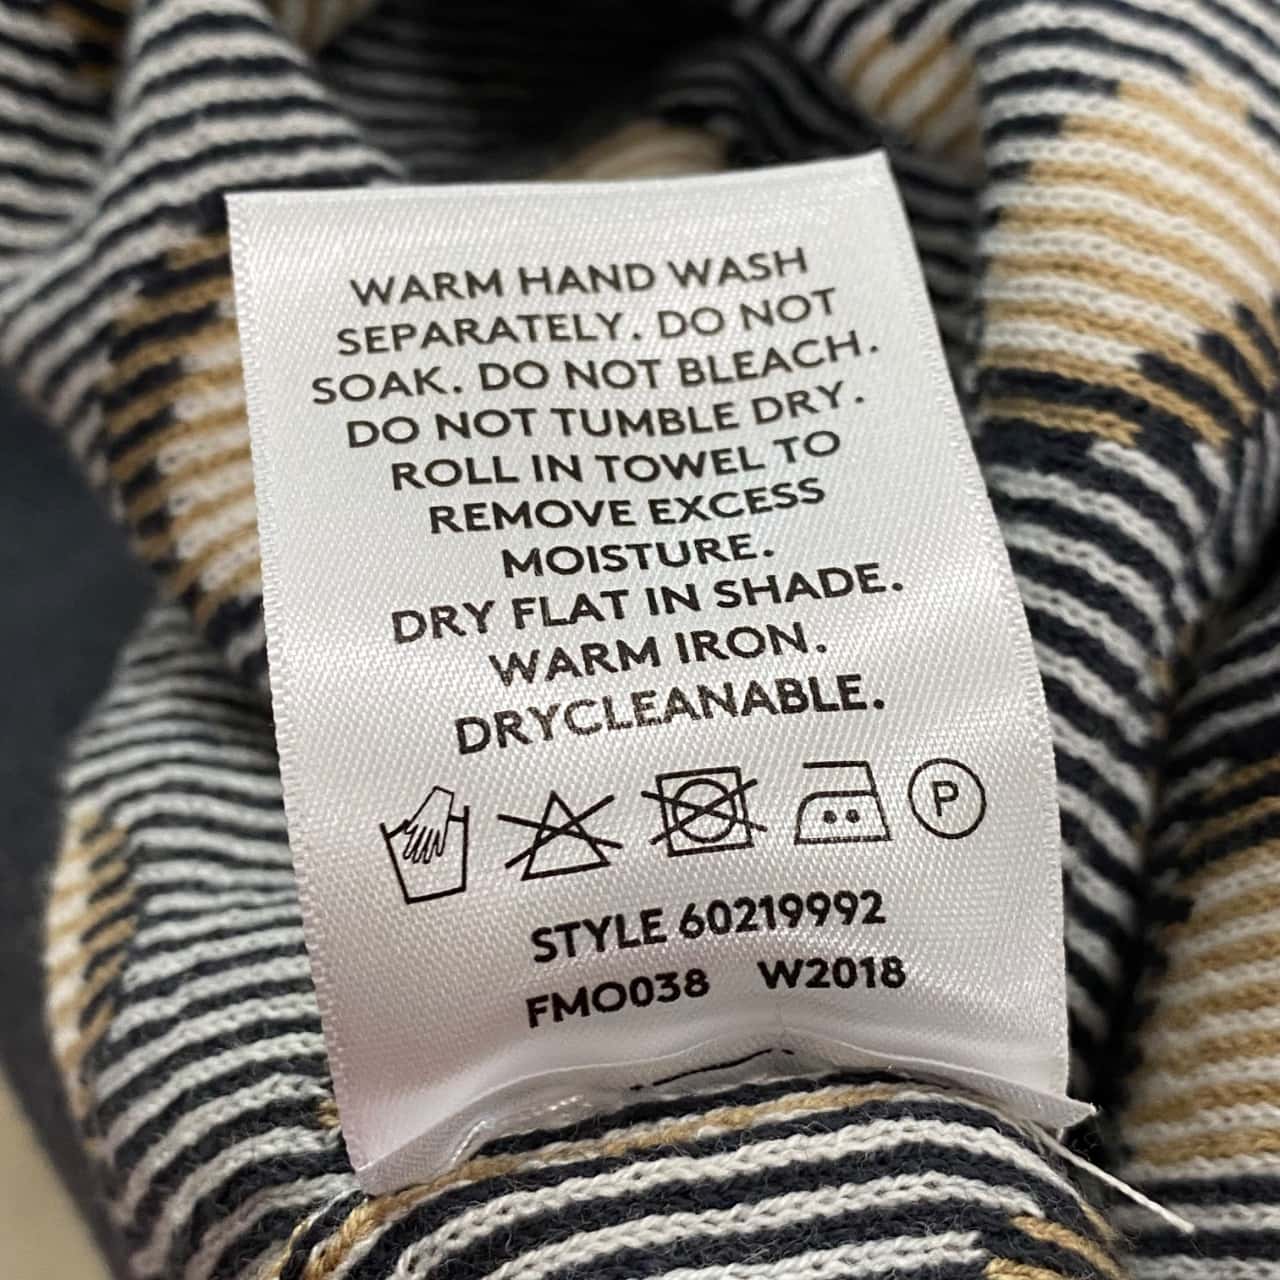 WARM HAND WASH
SEPARATELY. DO NOT
SOAK. DO NOT BLEACH.
DO NOT TUMBLE DRY.
ROLL IN TOWEL TO
REMOVE EXCESS
MOISTURE.
DRY FLAT IN SHADE.
WARM IRON.
DRYCLEANABLE.
P
STYLE 60219992
FMO038 W2018